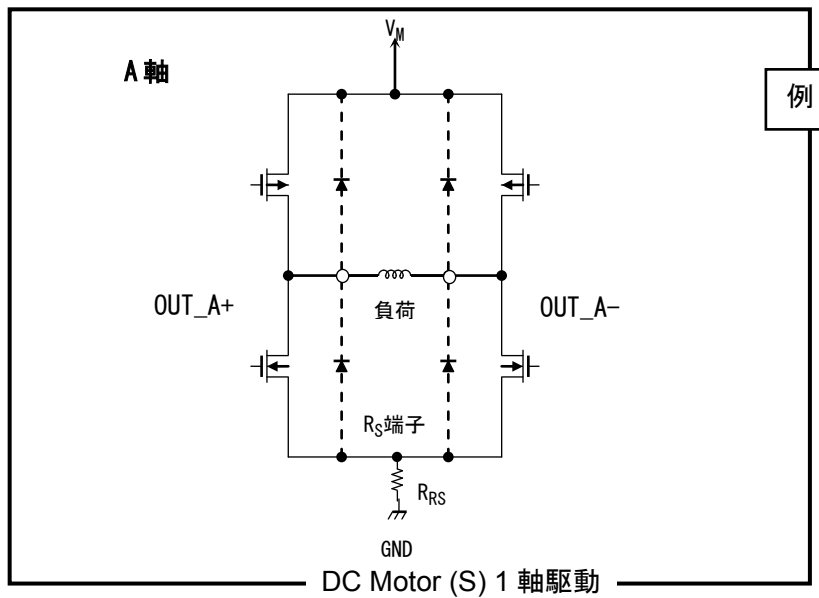 V_M
A 軸
例
OUT_A+
負荷
OUT_A-
R_S端子
R_RS
GND
DC Motor (S) 1 軸駆動